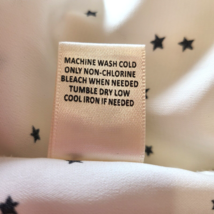 MACHINE WASH COLD
ONLY NON-CHLORINE
BLEACH WHEN NEEDED
TUMBLE DRY LOW
COOL IRON IF NEEDED